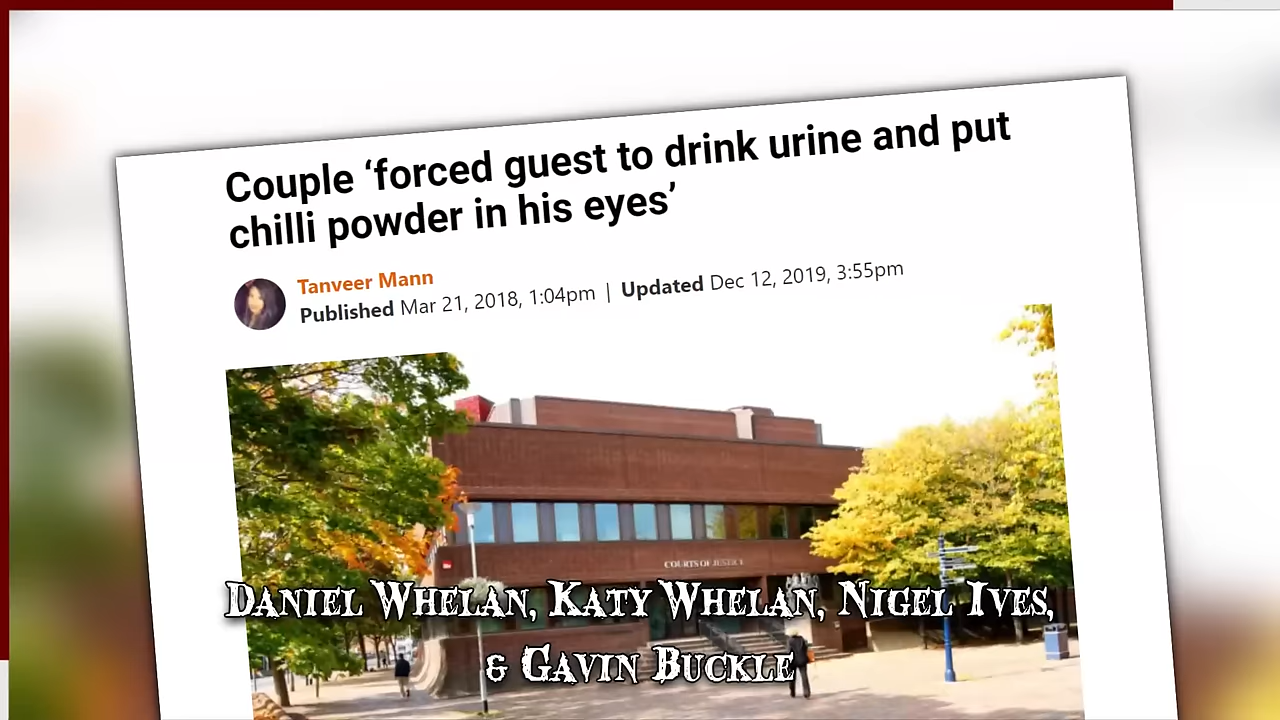 Couple ‘forced guest to drink urine and put
chilli powder in his eyes’
Tanveer Mann
Published Mar 21, 2018, 1:04pm | Updated Dec 12, 2019, 3:55pm
COURTS OF JUSTICE
Daniel Whelan, Katy Whelan, Nigel Ives,
& Gavin Buckle